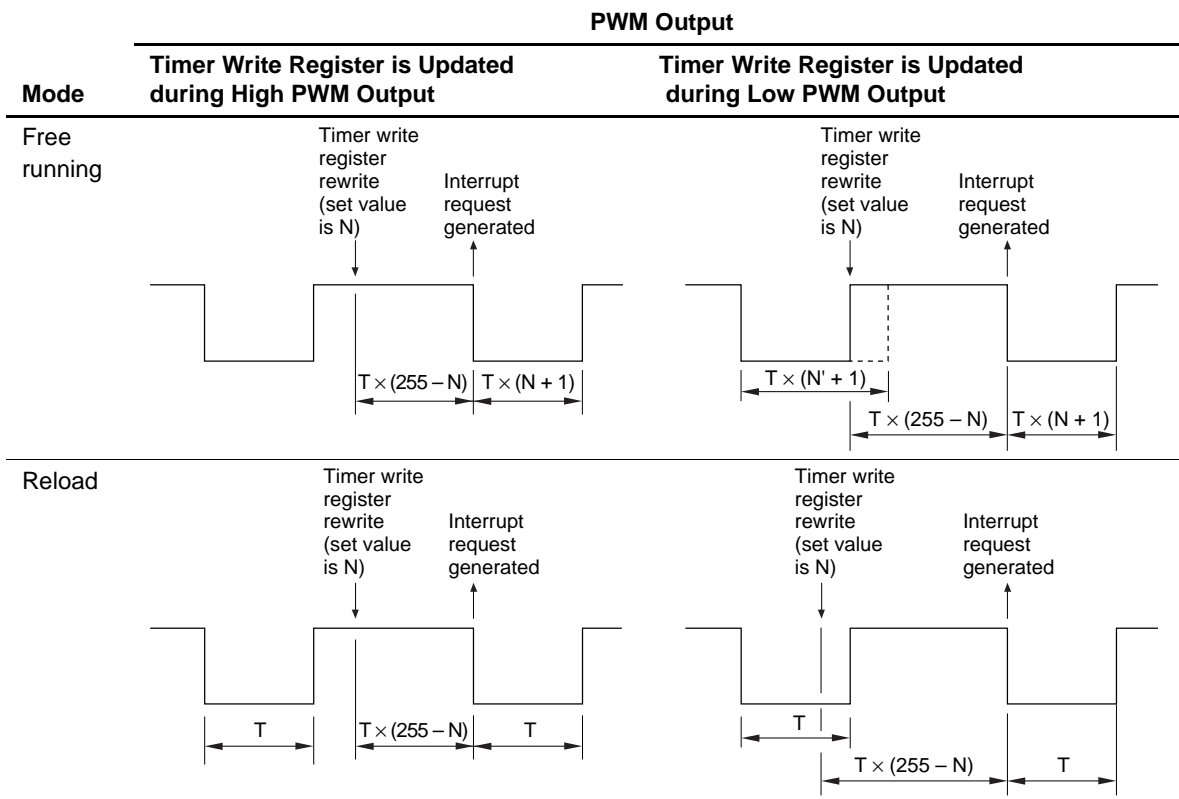 PWM Output
Mode
Timer Write Register is Updated
during High PWM Output
Timer Write Register is Updated
during Low PWM Output
Free
running
Timer write
register
rewrite
(set value
is N)
Interrupt
request
generated
T × (255 – N)
T × (N + 1)
Timer write
register
rewrite
(set value
is N)
Interrupt
request
generated
T × (N' + 1)
T × (255 – N)
T × (N + 1)
Reload
Timer write
register
rewrite
(set value
is N)
Interrupt
request
generated
T
T × (255 – N)
T
Timer write
register
rewrite
(set value
is N)
Interrupt
request
generated
T
T × (255 – N)
T